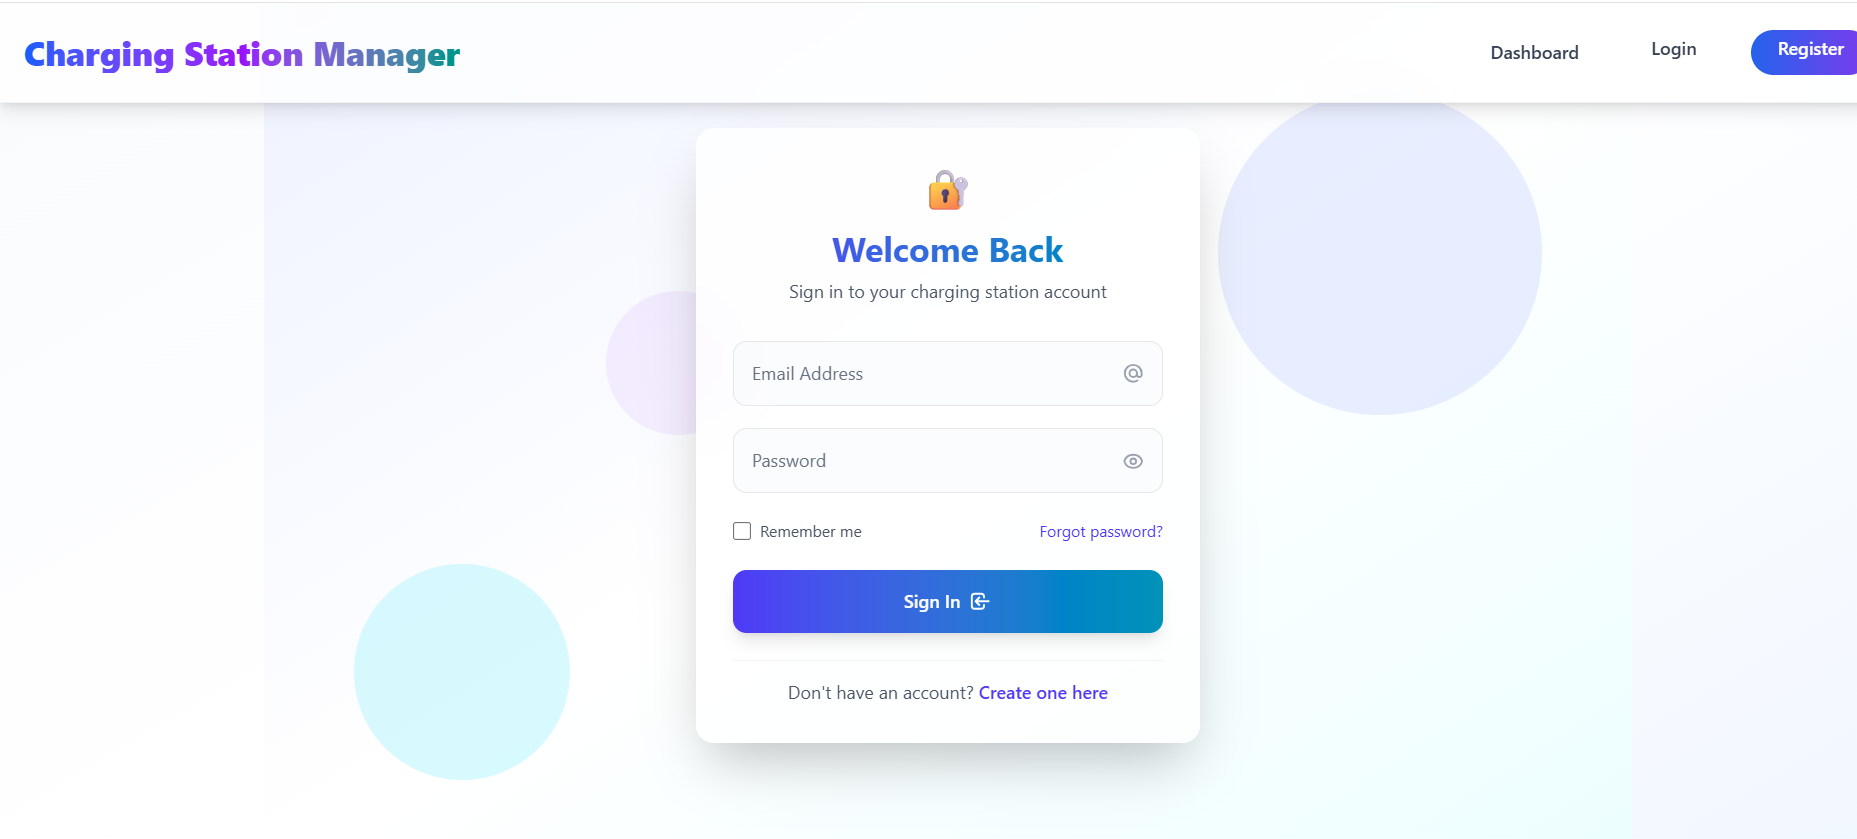 Charging Station Manager
Dashboard
Login
Register
Welcome Back
Sign in to your charging station account
Email Address
Password
Remember me
Forgot password?
Sign In
Don't have an account? Create one here